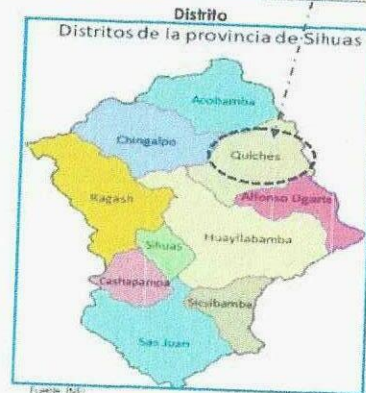 Distrito
Distritos de la provincia de Sihuas
Acobamba
Chingalpo
Quiches
Ragash
Alfonso Ugarte
Huayllabamba
Sihuas
Cashapampa
Sicsibamba
San Juan
Fuente